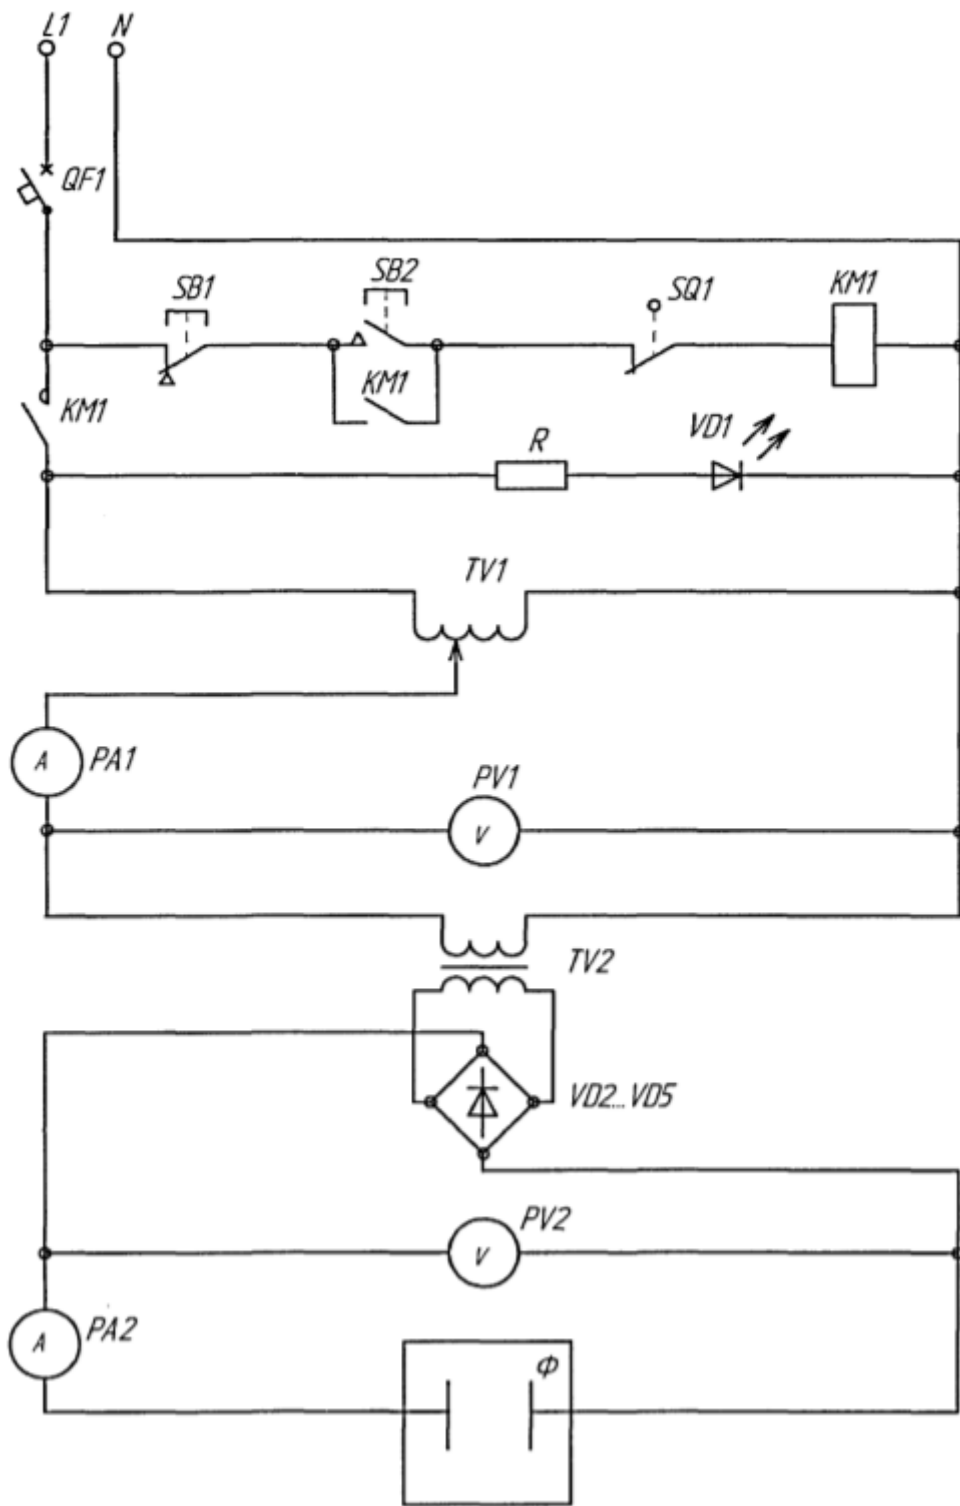 L1 N
QF1
SB1 SB2 SQ1 KM1
KM1
KM1
R VD1
TV1
A PA1
PV1
V
TV2
VD2...VD5
PV2
V
A PA2
Ф